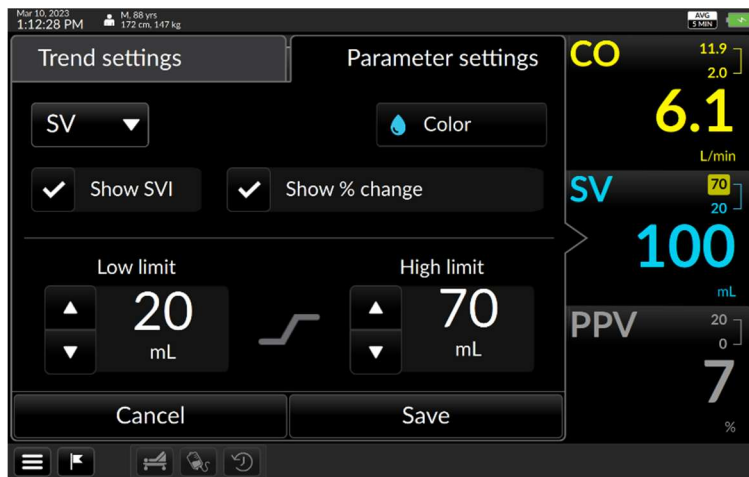 Mar 10, 2023
1:12:28 PM
M, 88 yrs
172 cm, 147 kg
AVG
5 MIN
Trend settings
Parameter settings
SV
Color
Show SVI
Show % change
Low limit
High limit
20
mL
70
mL
Cancel
Save
CO
11.9
2.0
6.1
L/min
SV
70
20
100
mL
PPV
20
0
7
%